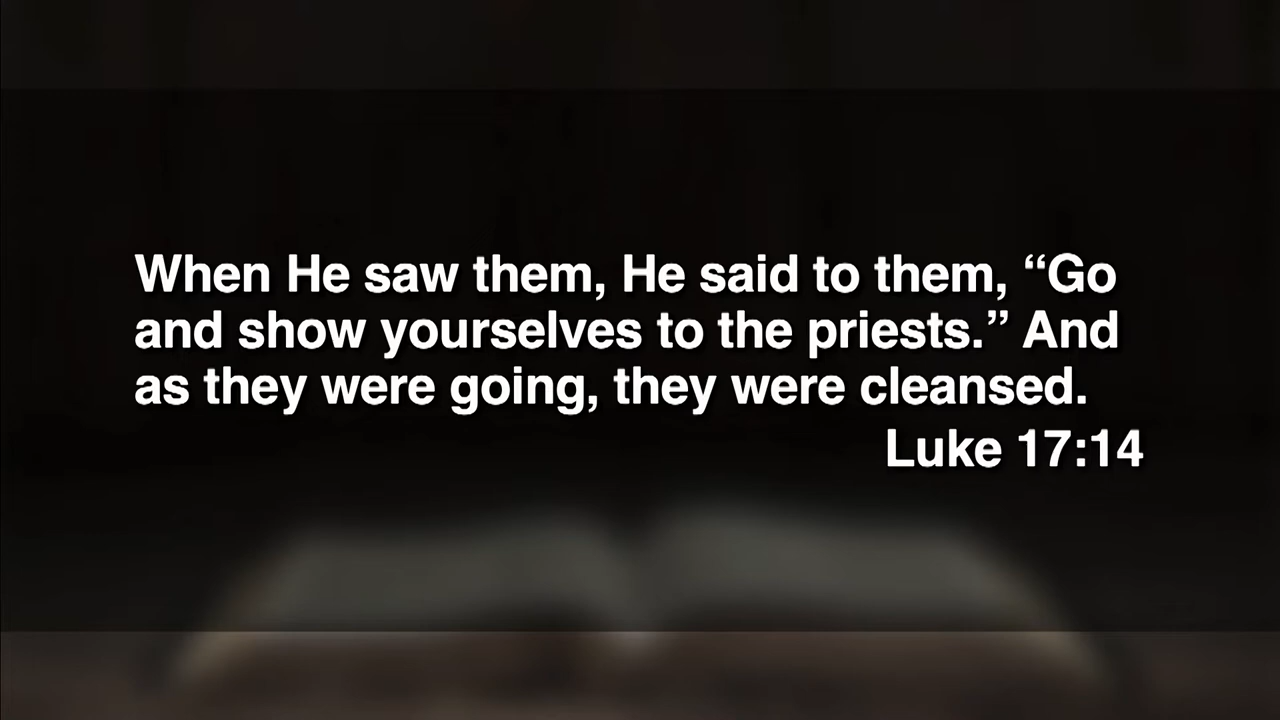 When He saw them, He said to them, “Go
and show yourselves to the priests.” And
as they were going, they were cleansed.
Luke 17:14